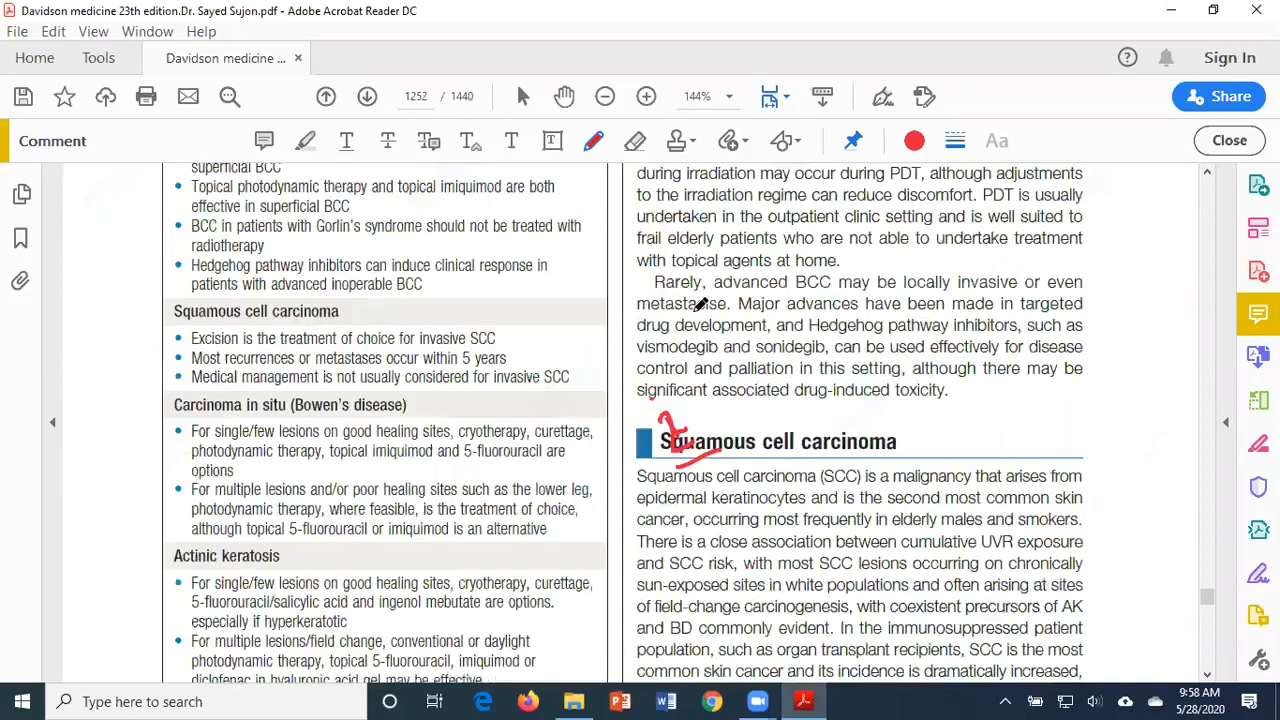 Davidson medicine 23th edition.Dr. Sayed Sujon.pdf - Adobe Acrobat Reader DC
File Edit View Window Help
Home Tools Davidson medicine ... × Sign In
1252 / 1440 144% Share
Comment Aa Close
superficial BCC
• Topical photodynamic therapy and topical imiquimod are both
effective in superficial BCC
• BCC in patients with Gorlin's syndrome should not be treated with
radiotherapy
• Hedgehog pathway inhibitors can induce clinical response in
patients with advanced inoperable BCC
Squamous cell carcinoma
• Excision is the treatment of choice for invasive SCC
• Most recurrences or metastases occur within 5 years
• Medical management is not usually considered for invasive SCC
Carcinoma in situ (Bowen's disease)
• For single/few lesions on good healing sites, cryotherapy, curettage,
photodynamic therapy, topical imiquimod and 5-fluorouracil are
options
• For multiple lesions and/or poor healing sites such as the lower leg,
photodynamic therapy, where feasible, is the treatment of choice,
although topical 5-fluorouracil or imiquimod is an alternative
Actinic keratosis
• For single/few lesions on good healing sites, cryotherapy, curettage,
5-fluorouracil/salicylic acid and ingenol mebutate are options.
especially if hyperkeratotic
• For multiple lesions/field change, conventional or daylight
photodynamic therapy, topical 5-fluorouracil, imiquimod or
diclofenac in hyaluronic acid gel may be effective
during irradiation may occur during PDT, although adjustments
to the irradiation regime can reduce discomfort. PDT is usually
undertaken in the outpatient clinic setting and is well suited to
frail elderly patients who are not able to undertake treatment
with topical agents at home.
Rarely, advanced BCC may be locally invasive or even
metastasise. Major advances have been made in targeted
drug development, and Hedgehog pathway inhibitors, such as
vismodegib and sonidegib, can be used effectively for disease
control and palliation in this setting, although there may be
significant associated drug-induced toxicity.
Squamous cell carcinoma
Squamous cell carcinoma (SCC) is a malignancy that arises from
epidermal keratinocytes and is the second most common skin
cancer, occurring most frequently in elderly males and smokers.
There is a close association between cumulative UVR exposure
and SCC risk, with most SCC lesions occurring on chronically
sun-exposed sites in white populations and often arising at sites
of field-change carcinogenesis, with coexistent precursors of AK
and BD commonly evident. In the immunosuppressed patient
population, such as organ transplant recipients, SCC is the most
common skin cancer and its incidence is dramatically increased,
Type here to search
9:58 AM
5/28/2020